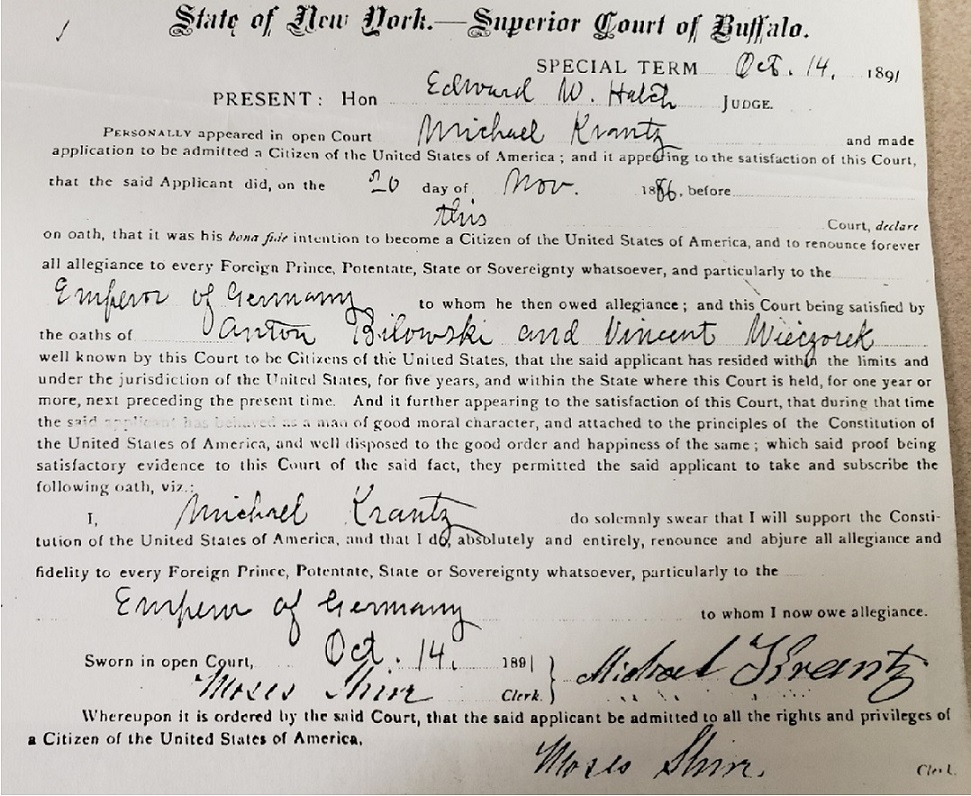 State of New York.—Superior Court of Buffalo.
SPECIAL TERM Oct. 14, 1891
PRESENT: Hon Edward W. Hatch JUDGE.
PERSONALLY appeared in open Court Michael Krantz and made
application to be admitted a Citizen of the United States of America; and it appearing to the satisfaction of this Court,
that the said Applicant did, on the 20 day of Nov. 1886, before
this Court, declare
on oath, that it was his bona fide intention to become a Citizen of the United States of America, and to renounce forever
all allegiance to every Foreign Prince, Potentate, State or Sovereignty whatsoever, and particularly to the
Emperor of Germany to whom he then owed allegiance; and this Court being satisfied by
the oaths of Anton Bilowski and Vincent Wieczorek
well known by this Court to be Citizens of the United States, that the said applicant has resided within the limits and
under the jurisdiction of the United States, for five years, and within the State where this Court is held, for one year or
more, next preceding the present time. And it further appearing to the satisfaction of this Court, that during that time
the said applicant has behaved as a man of good moral character, and attached to the principles of the Constitution of
the United States of America, and well disposed to the good order and happiness of the same; which said proof being
satisfactory evidence to this Court of the said fact, they permitted the said applicant to take and subscribe the
following oath, viz.:
I, Michael Krantz do solemnly swear that I will support the Consti-
tution of the United States of America, and that I do, absolutely and entirely, renounce and abjure all allegiance and
fidelity to every Foreign Prince, Potentate, State or Sovereignty whatsoever, particularly to the
Emperor of Germany to whom I now owe allegiance.
Sworn in open Court, Oct. 14. 1891 } Michael Krantz
Moses Shire Clerk.
Whereupon it is ordered by the said Court, that the said applicant be admitted to all the rights and privileges of
a Citizen of the United States of America.
Moses Shire. Clerk.